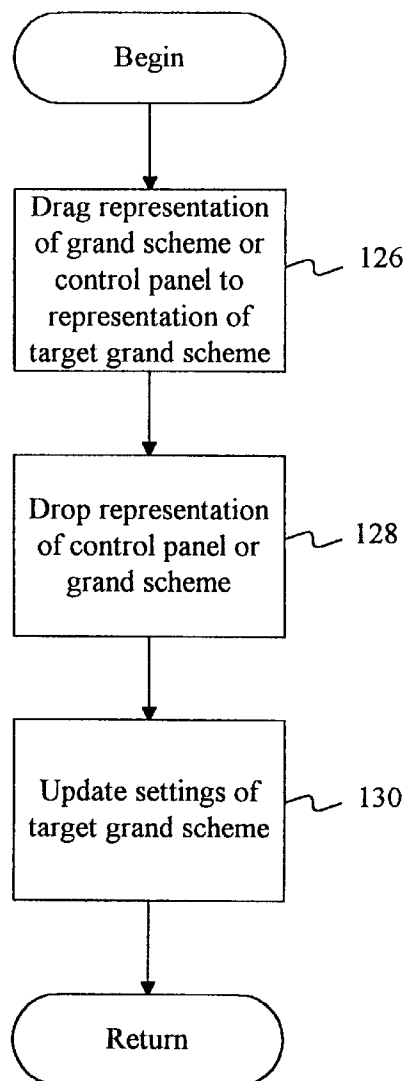 Begin
Drag representation
of grand scheme or
control panel to
representation of
target grand scheme
126
Drop representation
of control panel or
grand scheme
128
Update settings of
target grand scheme
130
Return